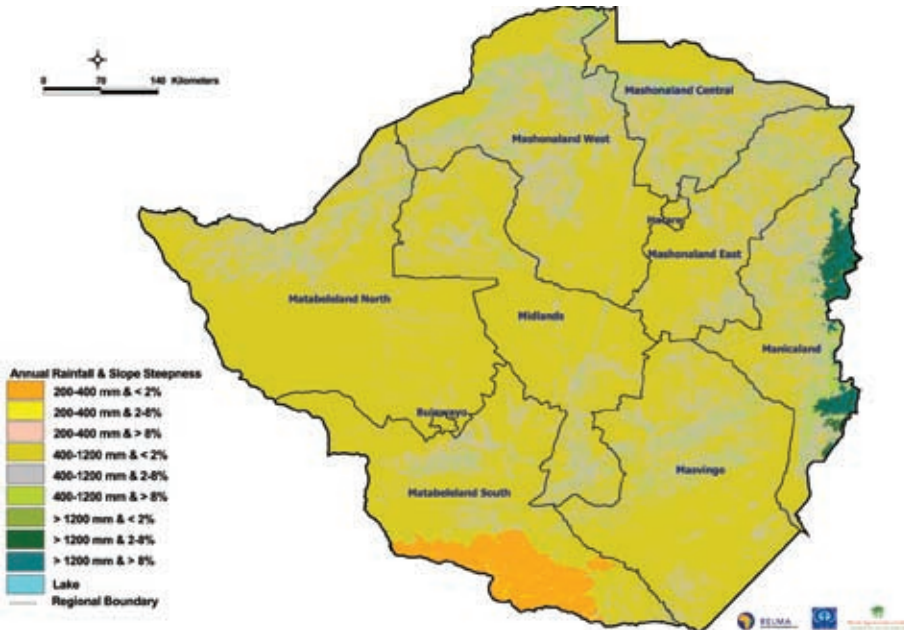 0 70 140 Kilometers
Mashonaland Central
Mashonaland West
Harare
Mashonaland East
Matabeleland North
Midlands
Manicaland
Bulawayo
Masvingo
Matabeleland South
Annual Rainfall & Slope Steepness
200-400 mm & < 2%
200-400 mm & 2-8%
200-400 mm & > 8%
400-1200 mm & < 2%
400-1200 mm & 2-8%
400-1200 mm & > 8%
> 1200 mm & < 2%
> 1200 mm & 2-8%
> 1200 mm & > 8%
Lake
Regional Boundary
RELMA